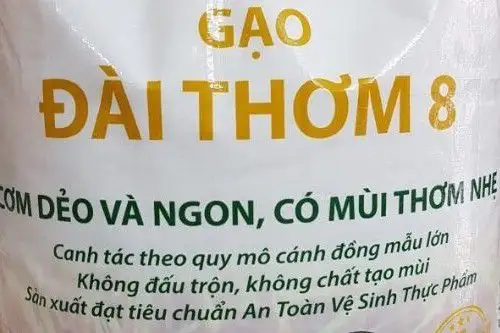 GẠO
ĐÀI THƠM 8
CƠM DẺO VÀ NGON, CÓ MÙI THƠM NHẸ
Canh tác theo quy mô cánh đồng mẫu lớn
Không đấu trộn, không chất tạo mùi
Sản xuất đạt tiêu chuẩn An Toàn Vệ Sinh Thực Phẩm